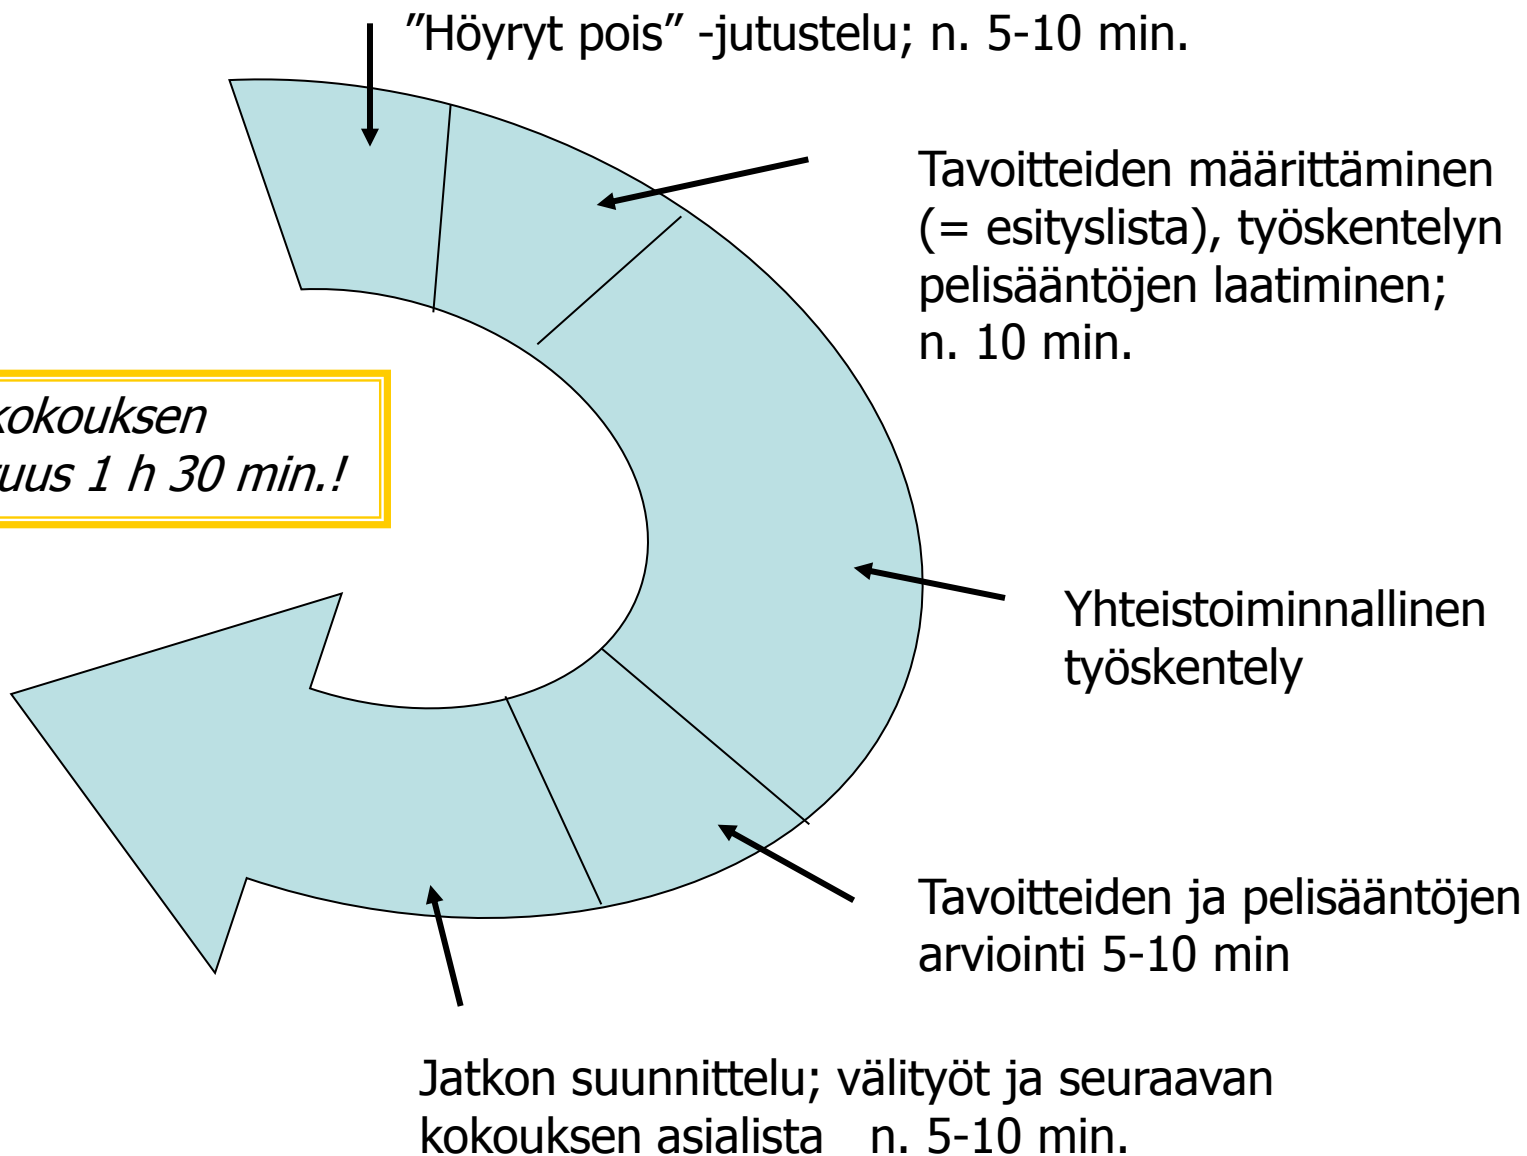 ”Höyryt pois” -jutustelu; n. 5-10 min.
Tavoitteiden määrittäminen
(= esityslista), työskentelyn
pelisääntöjen laatiminen;
n. 10 min.
kokouksen
1 h 30 min.!
Yhteistoiminnallinen
työskentely
Tavoitteiden ja pelisääntöjen
arviointi 5-10 min
Jatkon suunnittelu; välityöt ja seuraavan
kokouksen asialista n. 5-10 min.